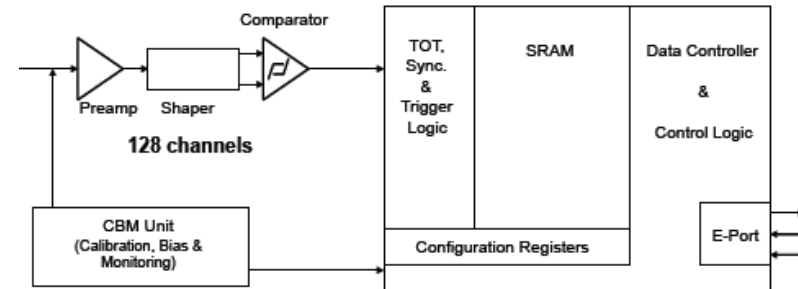 Comparator
Preamp
Shaper
128 channels
TOT,
Sync.
&
Trigger
Logic
SRAM
Data Controller
&
Control Logic
CBM Unit
(Calibration, Bias &
Monitoring)
Configuration Registers
E-Port